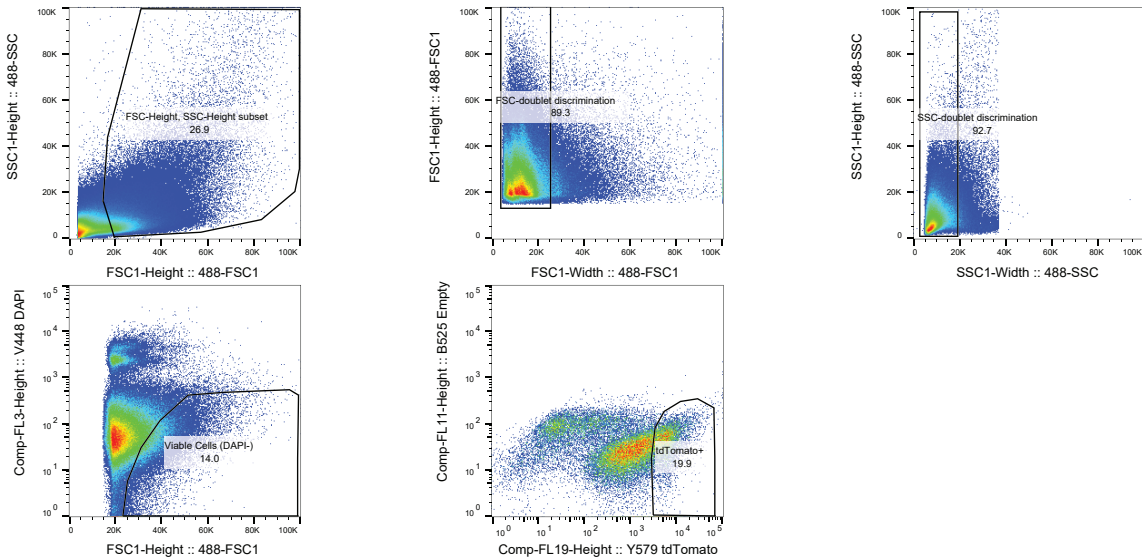 SSC1-Height :: 488-SSC
100K
80K
60K
40K
20K
0
FSC-Height, SSC-Height subset
26.9
0
20K
40K
60K
80K
100K
FSC1-Height :: 488-FSC1
FSC1-Height :: 488-FSC1
100K
80K
60K
40K
20K
0
FSC-doublet discrimination
89.3
0
20K
40K
60K
80K
100K
FSC1-Width :: 488-FSC1
SSC1-Height :: 488-SSC
100K
80K
60K
40K
20K
0
SSC-doublet discrimination
92.7
0
20K
40K
60K
80K
100K
SSC1-Width :: 488-SSC
Comp-FL3-Height :: V448 DAPI
10^5
10^4
10^3
10^2
10^1
10^0
Viable Cells (DAPI-)
14.0
0
20K
40K
60K
80K
100K
FSC1-Height :: 488-FSC1
Comp-FL11-Height :: B525 Empty
10^5
10^4
10^3
10^2
10^1
10^0
tdTomato+
19.9
10^0
10^1
10^2
10^3
10^4
10^5
Comp-FL19-Height :: Y579 tdTomato